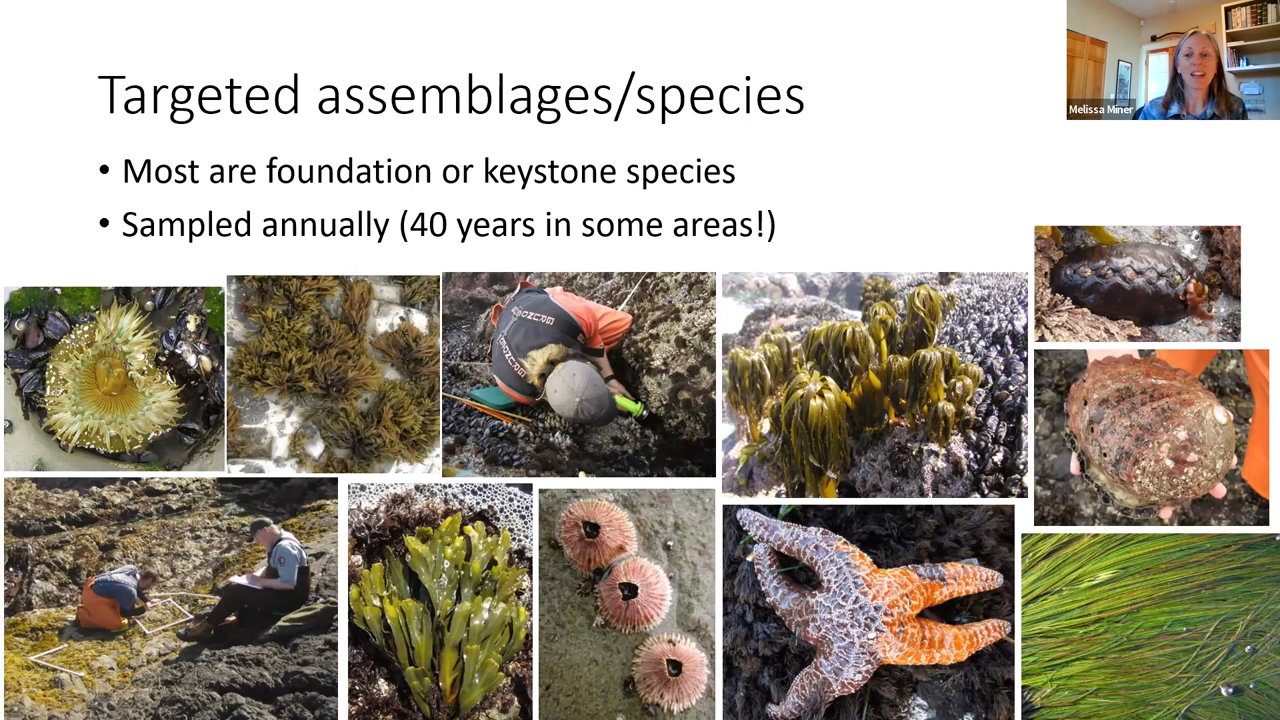 Targeted assemblages/species
Melissa Miner
• Most are foundation or keystone species
• Sampled annually (40 years in some areas!)